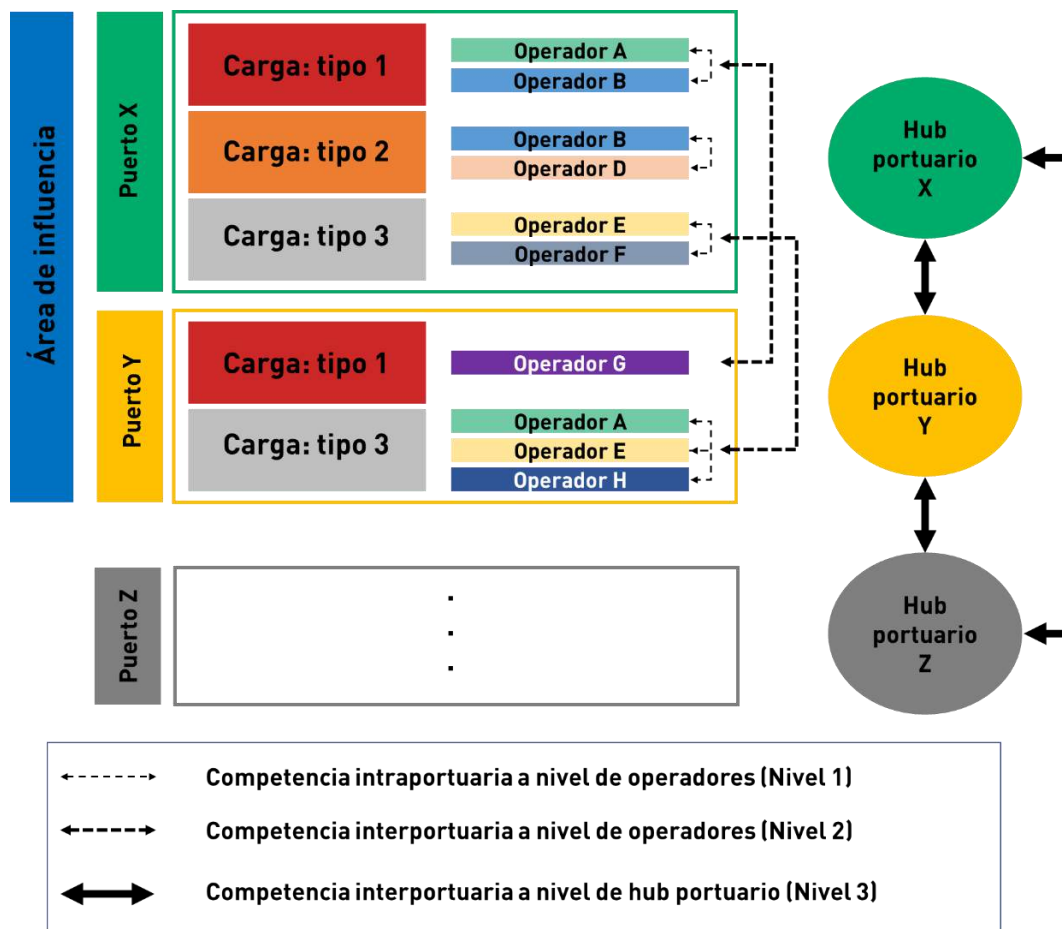 Área de influencia
Puerto X
Carga: tipo 1
Operador A
Operador B
Carga: tipo 2
Operador B
Operador D
Carga: tipo 3
Operador E
Operador F
Puerto Y
Carga: tipo 1
Operador G
Carga: tipo 3
Operador A
Operador E
Operador H
Puerto Z
.
.
.
Hub
portuario
X
Hub
portuario
Y
Hub
portuario
Z
Competencia intraportuaria a nivel de operadores (Nivel 1)
Competencia interportuaria a nivel de operadores (Nivel 2)
Competencia interportuaria a nivel de hub portuario (Nivel 3)